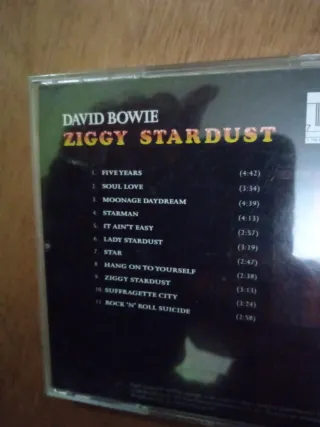 DAVID BOWIE
ZIGGY STARDUST
1. FIVE YEARS (4:42)
2. SOUL LOVE (3:34)
3 MOONAGE DAYDREAM (4:39)
4. STARMAN (4:13)
5. IT AIN'T EASY (2:57)
6. LADY STARDUST (3:19)
7. STAR (2:47)
8 HANG ON TO YOURSELF (2:38)
9. ZIGGY STARDUST (3:13)
10. SUFFRAGETTE CITY (3:24)
11 ROCK 'N' ROLL SUICIDE (2:58)